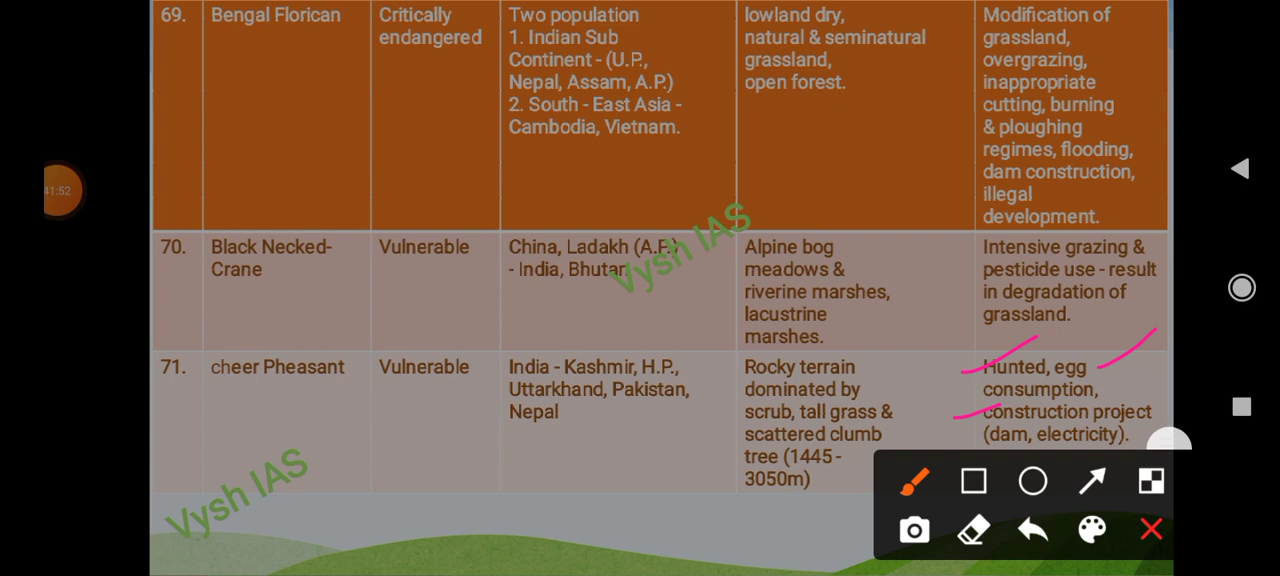 69.
Bengal Florican
Critically
endangered
Two population
1. Indian Sub
Continent - (U.P.,
Nepal, Assam, A.P.)
2. South - East Asia -
Cambodia, Vietnam.
lowland dry,
natural & seminatural
grassland,
open forest.
Modification of
grassland,
overgrazing,
inappropriate
cutting, burning
& ploughing
regimes, flooding,
dam construction,
illegal
development.
41:52
70.
Black Necked-
Crane
Vulnerable
China, Ladakh (A.P.)
- India, Bhutan
Alpine bog
meadows &
riverine marshes,
lacustrine
marshes.
Intensive grazing &
pesticide use - result
in degradation of
grassland.
Vysh IAS
71.
cheer Pheasant
Vulnerable
India - Kashmir, H.P.,
Uttarkhand, Pakistan,
Nepal
Rocky terrain
dominated by
scrub, tall grass &
scattered clumb
tree (1445 -
3050m)
Hunted, egg
consumption,
construction project
(dam, electricity).
Vysh IAS